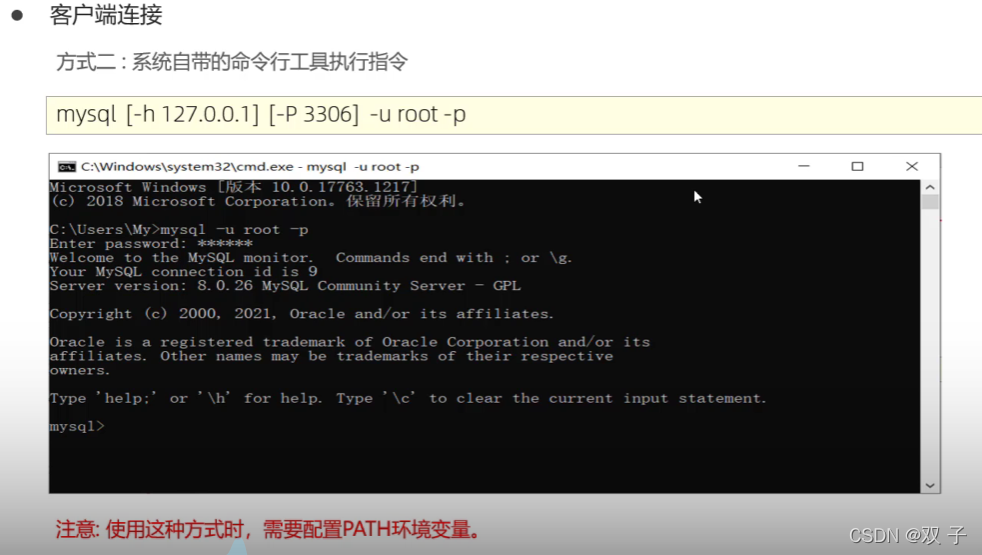 ● 客户端连接
方式二 : 系统自带的命令行工具执行指令
mysql [-h 127.0.0.1] [-P 3306] -u root -p
C:\Windows\system32\cmd.exe - mysql -u root -p
Microsoft Windows [版本 10.0.17763.1217]
(c) 2018 Microsoft Corporation。保留所有权利。
C:\Users\My>mysql -u root -p
Enter password: ******
Welcome to the MySQL monitor.  Commands end with ; or \g.
Your MySQL connection id is 9
Server version: 8.0.26 MySQL Community Server - GPL
Copyright (c) 2000, 2021, Oracle and/or its affiliates.
Oracle is a registered trademark of Oracle Corporation and/or its
affiliates. Other names may be trademarks of their respective
owners.
Type 'help;' or '\h' for help. Type '\c' to clear the current input statement.
mysql>
注意: 使用这种方式时，需要配置PATH环境变量。
CSDN @双 子